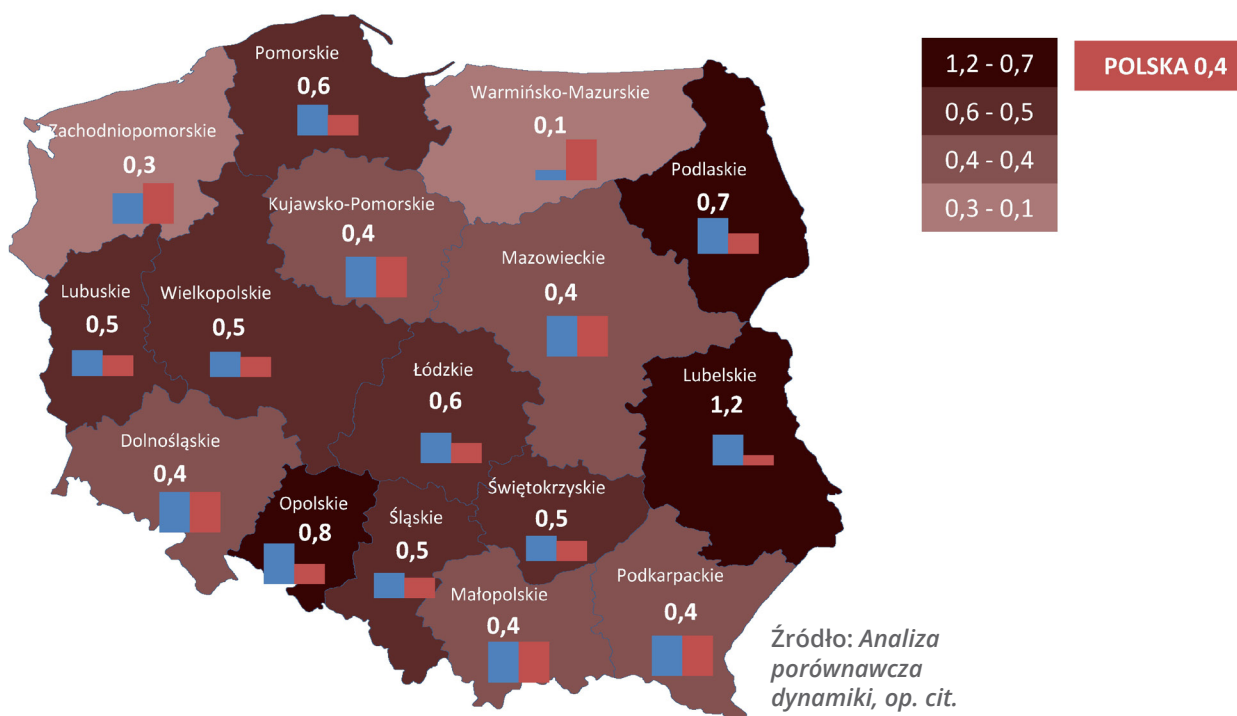 Pomorskie
0,6
Warmińsko-Mazurskie
0,1
Zachodniopomorskie
0,3
Podlaskie
0,7
Kujawsko-Pomorskie
0,4
Mazowieckie
0,4
Lubuskie
0,5
Wielkopolskie
0,5
Łódzkie
0,6
Lubelskie
1,2
Dolnośląskie
0,4
Opolskie
0,8
Śląskie
0,5
Świętokrzyskie
0,5
Małopolskie
0,4
Podkarpackie
0,4
1,2 - 0,7
0,6 - 0,5
0,4 - 0,4
0,3 - 0,1
POLSKA 0,4
Źródło: Analiza
porównawcza
dynamiki, op. cit.